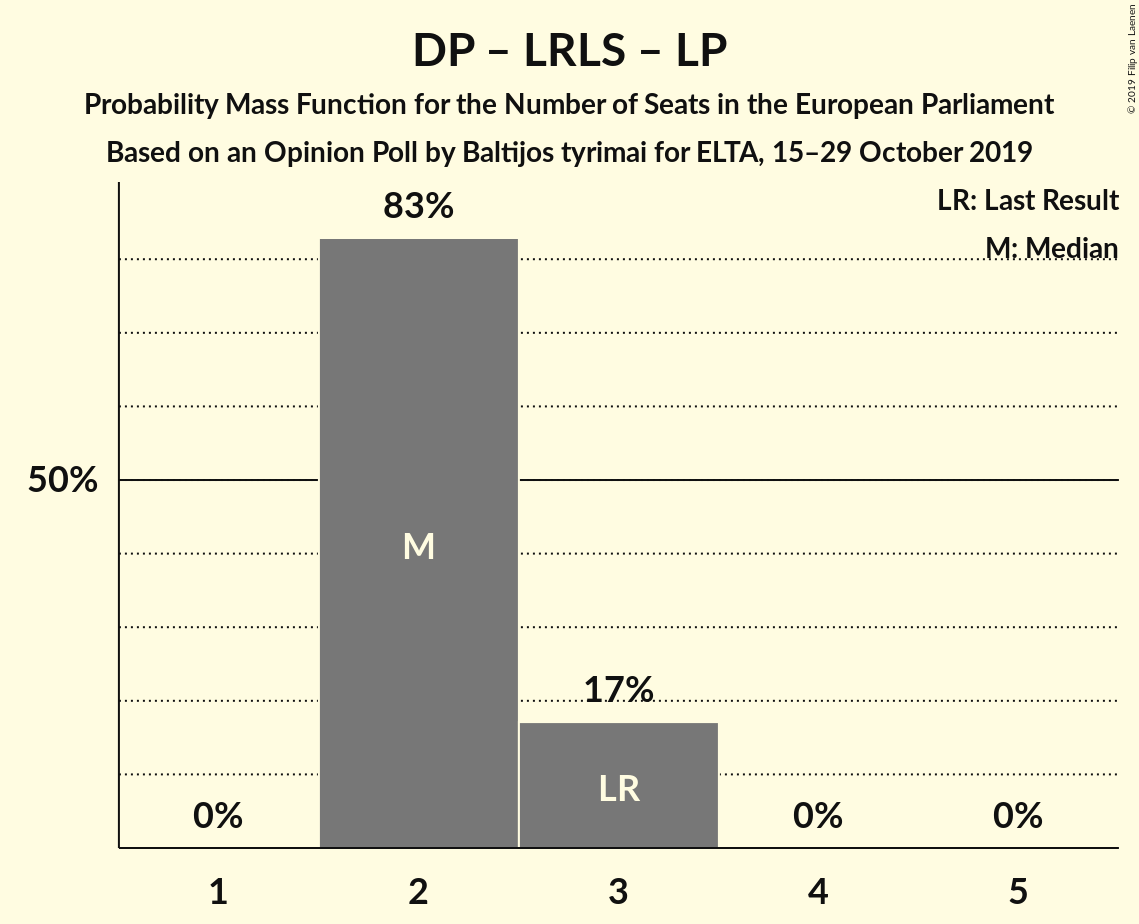 DP – LRLS – LP
Probability Mass Function for the Number of Seats in the European Parliament
Based on an Opinion Poll by Baltijos tyrimai for ELTA, 15–29 October 2019
© 2019 Filip van Laenen
LR: Last Result
M: Median
83%
50%
M
17%
LR
0%
0%
0%
1
2
3
4
5